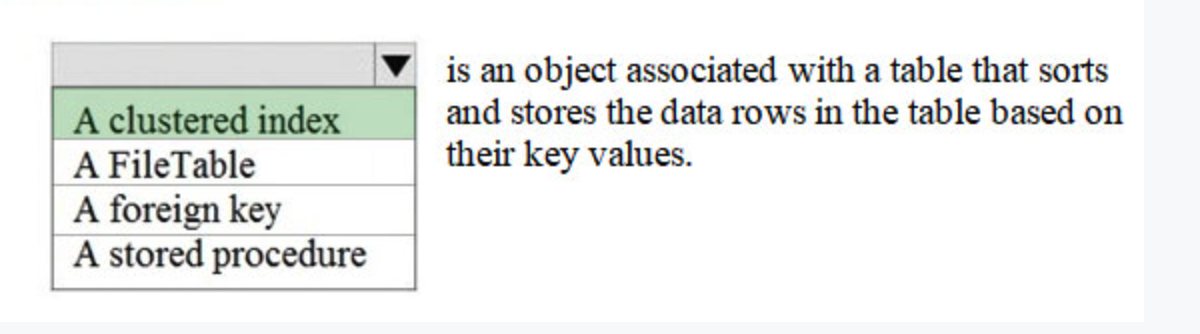 A clustered index
A FileTable
A foreign key
A stored procedure
is an object associated with a table that sorts
and stores the data rows in the table based on
their key values.